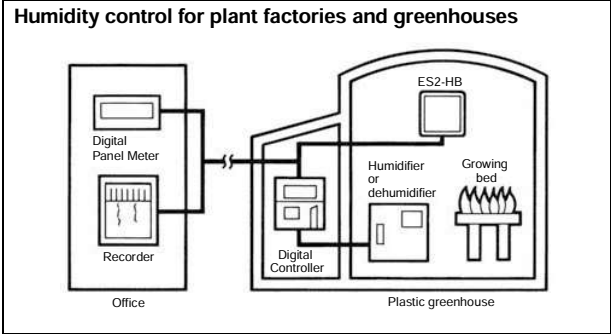 Humidity control for plant factories and greenhouses
ES2-HB
Digital
Panel Meter
Humidifier
or
dehumidifier
Growing
bed
Recorder
Digital
Controller
Office
Plastic greenhouse